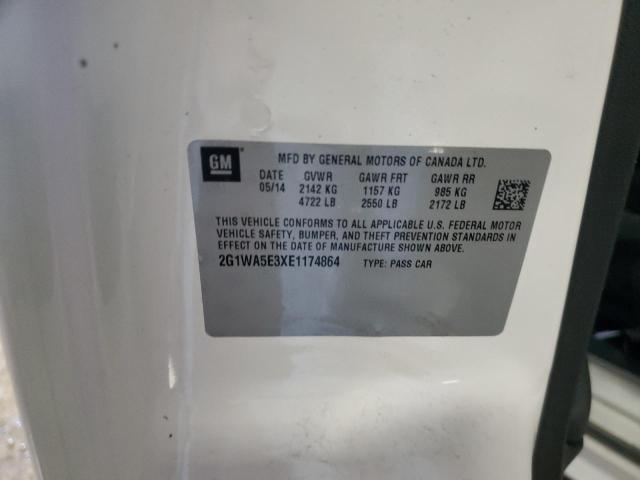 GM MFD BY GENERAL MOTORS OF CANADA LTD.
DATE GVWR GAWR FRT GAWR RR
05/14 2142 KG 1157 KG 985 KG
4722 LB 2550 LB 2172 LB
THIS VEHICLE CONFORMS TO ALL APPLICABLE U.S. FEDERAL MOTOR
VEHICLE SAFETY, BUMPER, AND THEFT PREVENTION STANDARDS IN
EFFECT ON THE DATE OF MANUFACTURE SHOWN ABOVE.
2G1WA5E3XE1174864 TYPE: PASS CAR